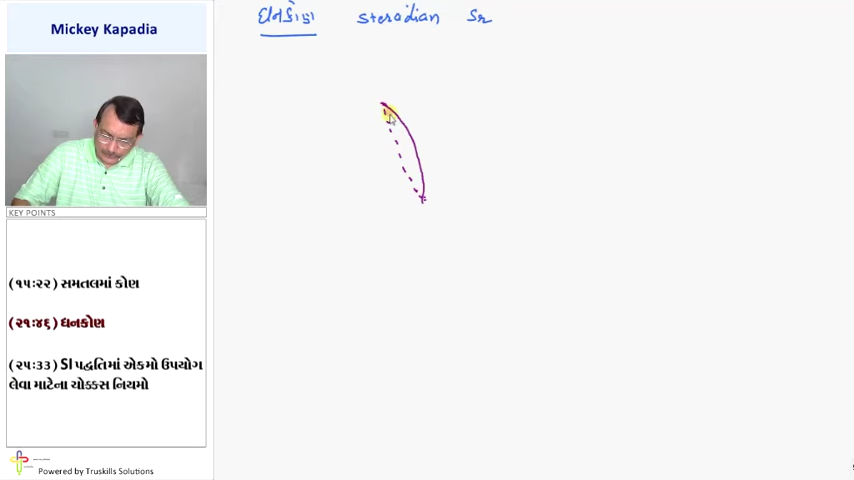 Mickey Kapadia
ઘનકોણ steradian Sr
KEY POINTS
(૧૫:૨૨) સમતલમાં કોણ
(૨૧:૪૬) ઘનકોણ
(૨૫:૩૩) SI પદ્ધતિમાં એકમો ઉપયોગ
લેવા માટેના ચોક્કસ નિયમો
Powered by Truskills Solutions